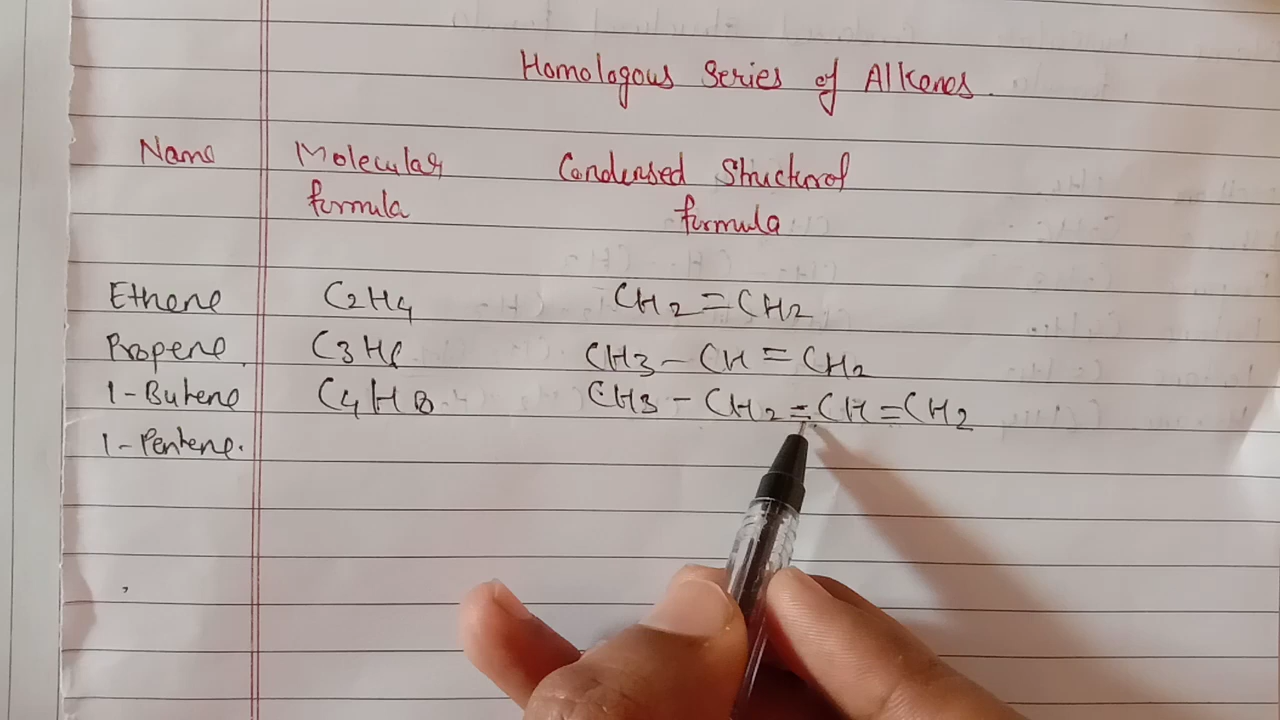 Homologous Series of Alkenes.
Name Molecular Condensed Structural
formula formula
Ethene C2H4 CH2=CH2
Propene C3H6 CH3-CH=CH2
1-Butene C4H8 CH3-CH2=CH=CH2
1-Pentene.